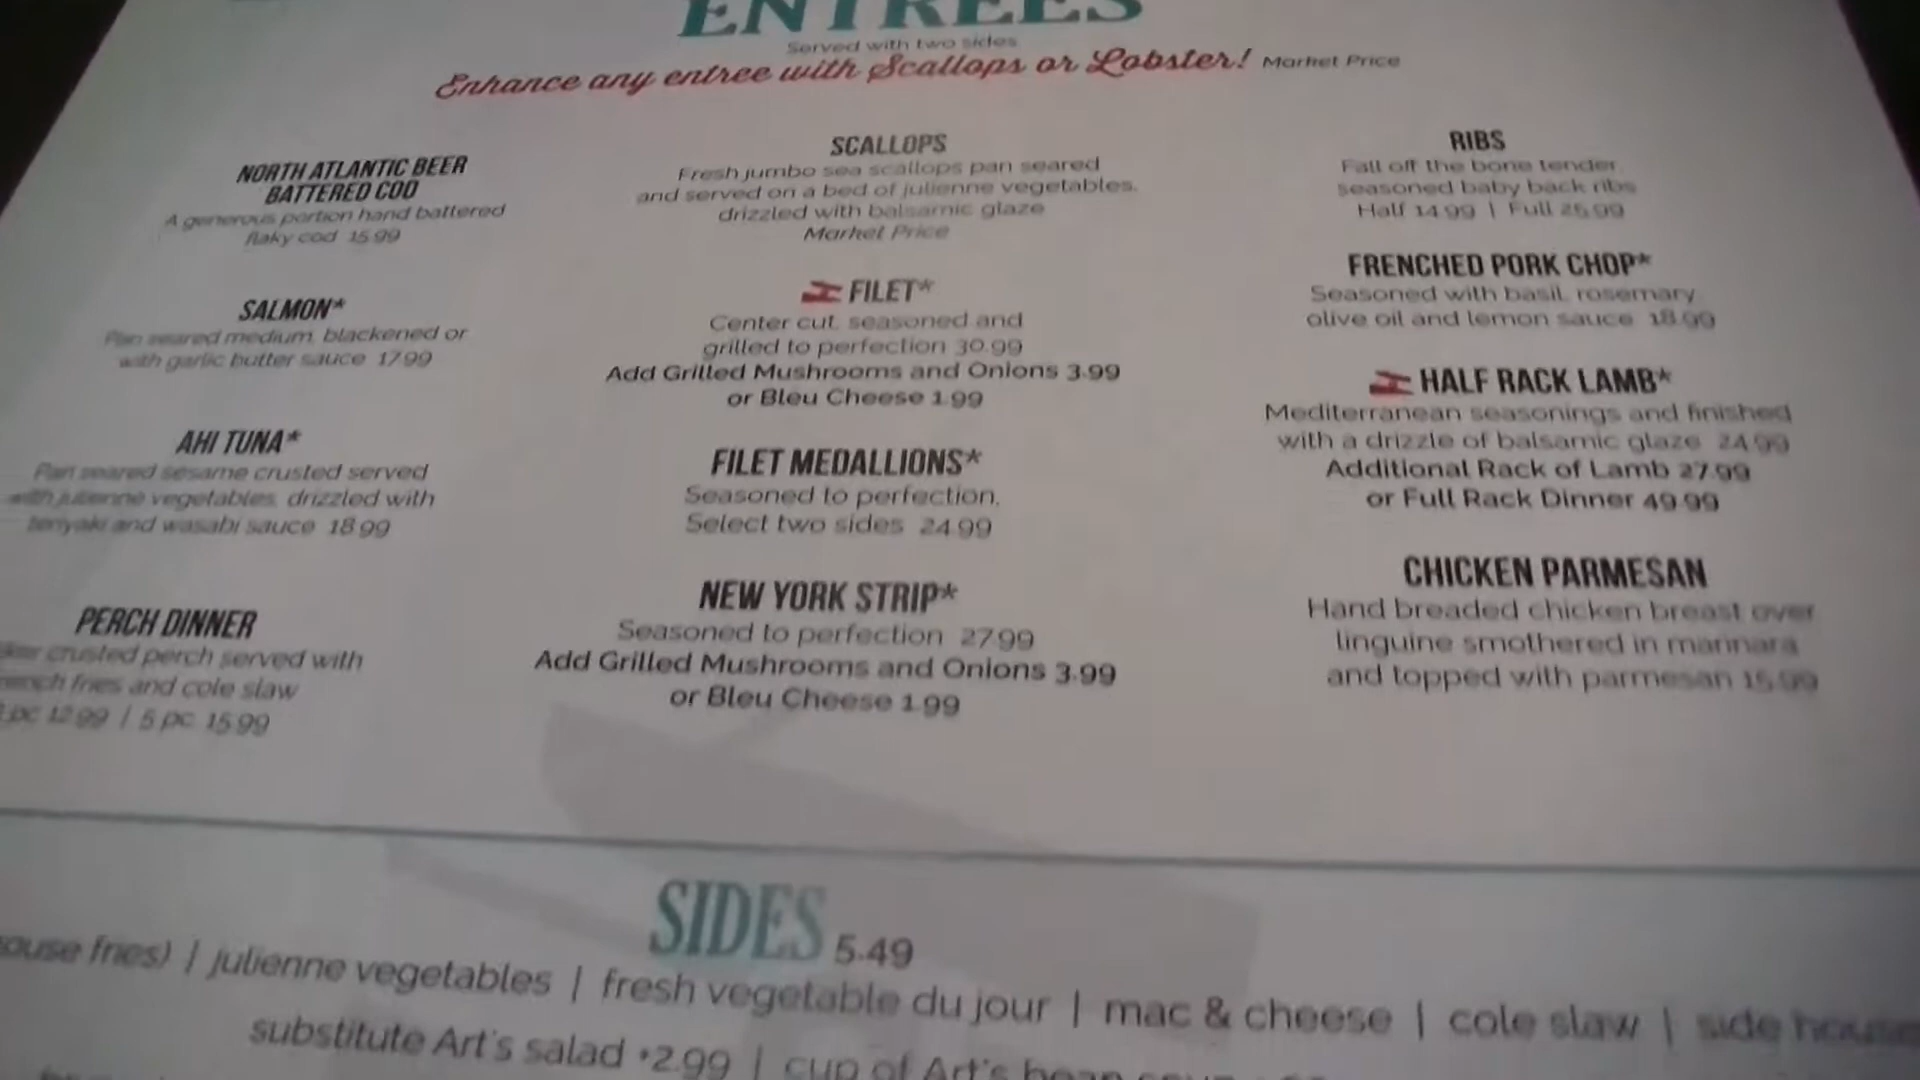 ENTRÉES
Served with two sides
Enhance any entree with Scallops or Lobster! Market Price
NORTH ATLANTIC BEER
BATTERED COD
A generous portion hand battered
flaky cod 15.99
SALMON*
Pan seared medium, blackened or
with garlic butter sauce 17.99
AHI TUNA*
Pan seared sesame crusted served
with julienne vegetables, drizzled with
teriyaki and wasabi sauce 18.99
PERCH DINNER
crusted perch served with
french fries and cole slaw
pc 12.99 / 5 pc 15.99
SCALLOPS
Fresh jumbo sea scallops pan seared
and served on a bed of julienne vegetables,
drizzled with balsamic glaze
Market Price
FILET*
Center cut, seasoned and
grilled to perfection 30.99
Add Grilled Mushrooms and Onions 3.99
or Bleu Cheese 1.99
FILET MEDALLIONS*
Seasoned to perfection,
Select two sides 24.99
NEW YORK STRIP*
Seasoned to perfection 27.99
Add Grilled Mushrooms and Onions 3.99
or Bleu Cheese 1.99
RIBS
Fall off the bone tender,
seasoned baby back ribs
Half 14.99 | Full 25.99
FRENCHED PORK CHOP*
Seasoned with basil, rosemary,
olive oil and lemon sauce 18.99
HALF RACK LAMB*
Mediterranean seasonings and finished
with a drizzle of balsamic glaze 24.99
Additional Rack of Lamb 27.99
or Full Rack Dinner 49.99
CHICKEN PARMESAN
Hand breaded chicken breast over
linguine smothered in marinara
and topped with parmesan 15.99
SIDES 5.49
fries) | julienne vegetables | fresh vegetable du jour | mac & cheese | cole slaw | side house
substitute Art's salad +2.99 | cup of Art's bean